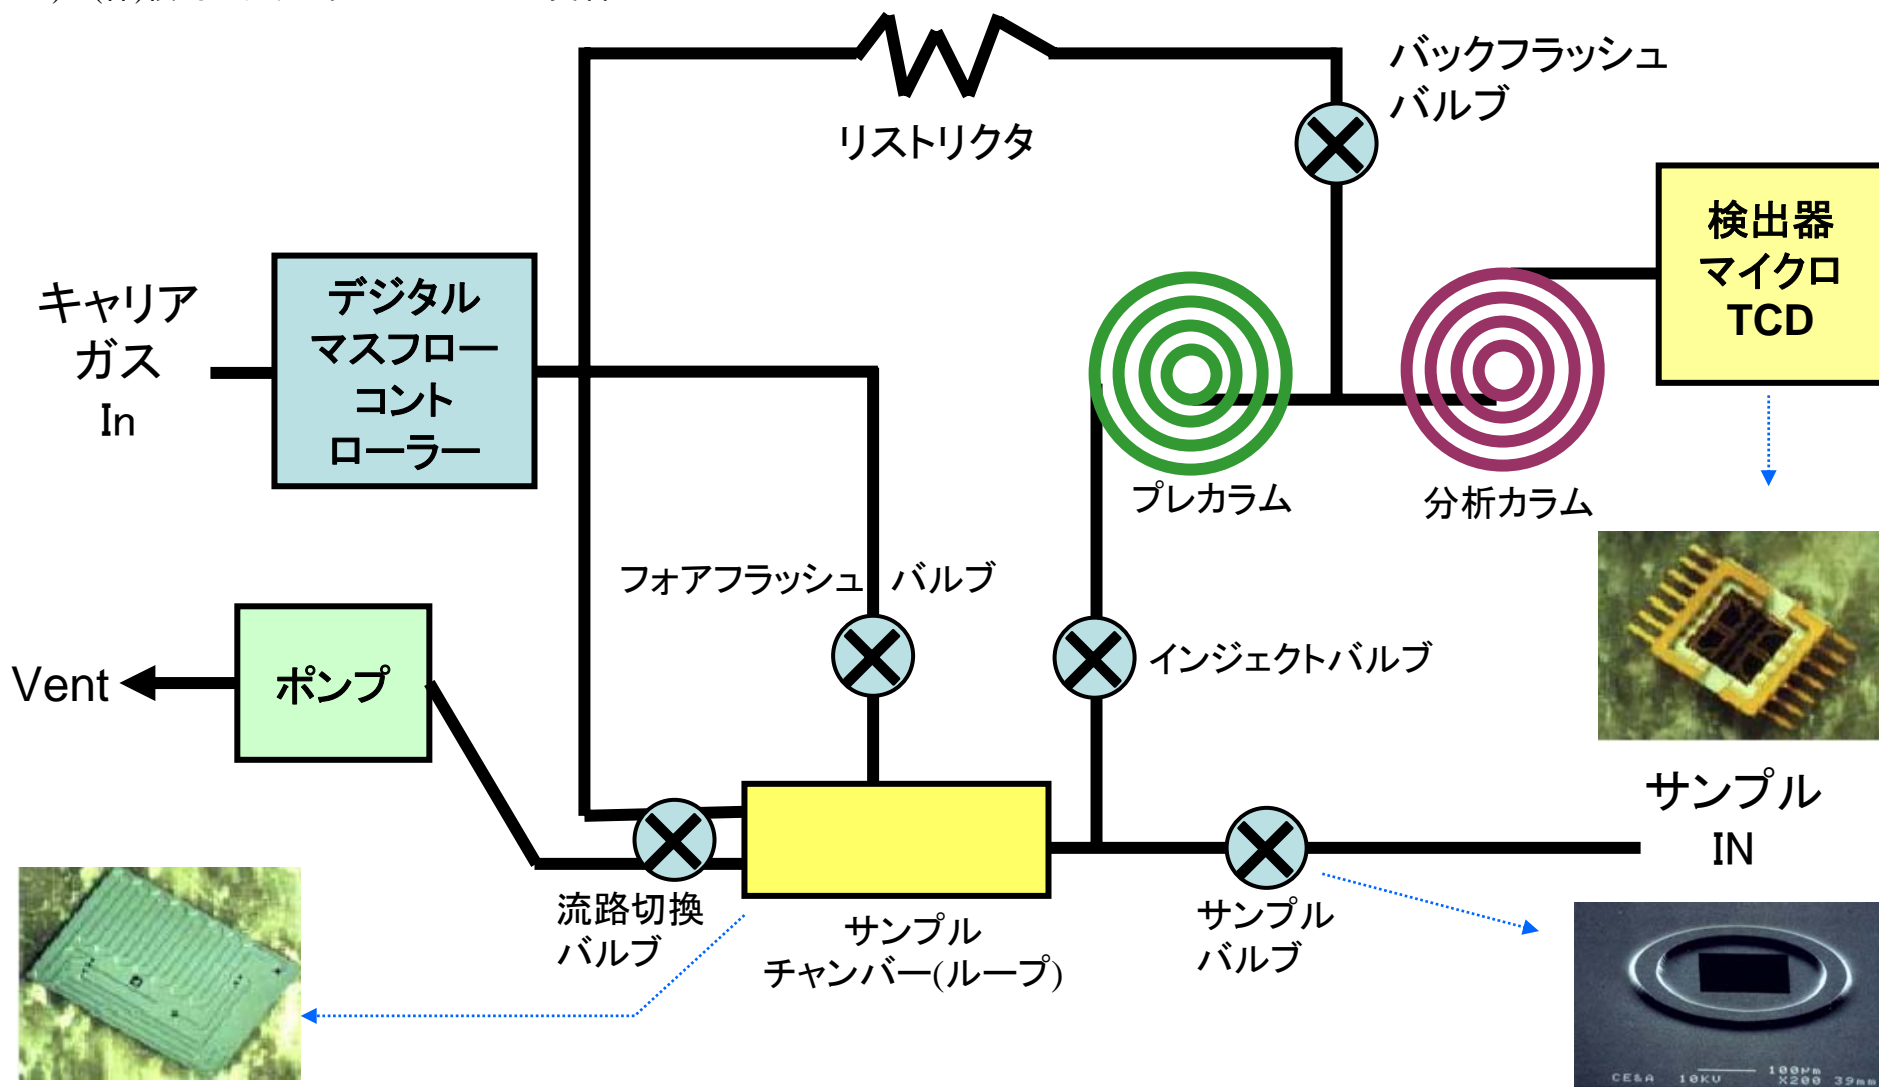 リストリクタ
バックフラッシュ
バルブ
検出器
マイクロ
TCD
キャリア
ガス
In
デジタル
マスフロー
コント
ローラー
プレカラム
分析カラム
フォアフラッシュ バルブ
インジェクトバルブ
Vent
ポンプ
サンプル
IN
流路切換
バルブ
サンプル
チャンバー(ループ)
サンプル
バルブ
100µm
CE&A 10KV X200 39mm